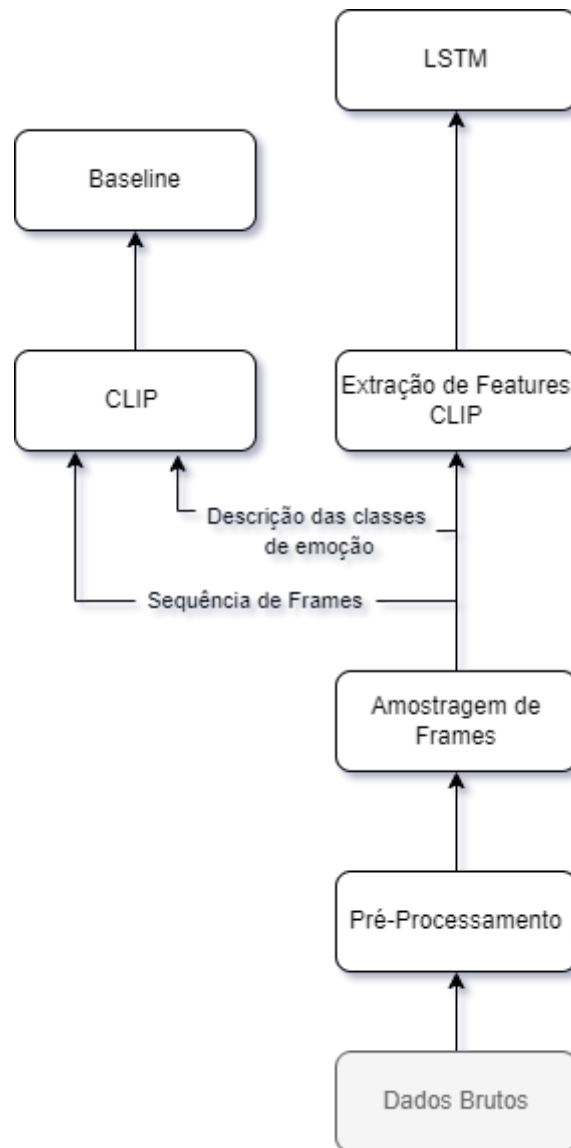 LSTM
Baseline
CLIP
Extração de Features
CLIP
Descrição das classes
de emoção
Sequência de Frames
Amostragem de
Frames
Pré-Processamento
Dados Brutos